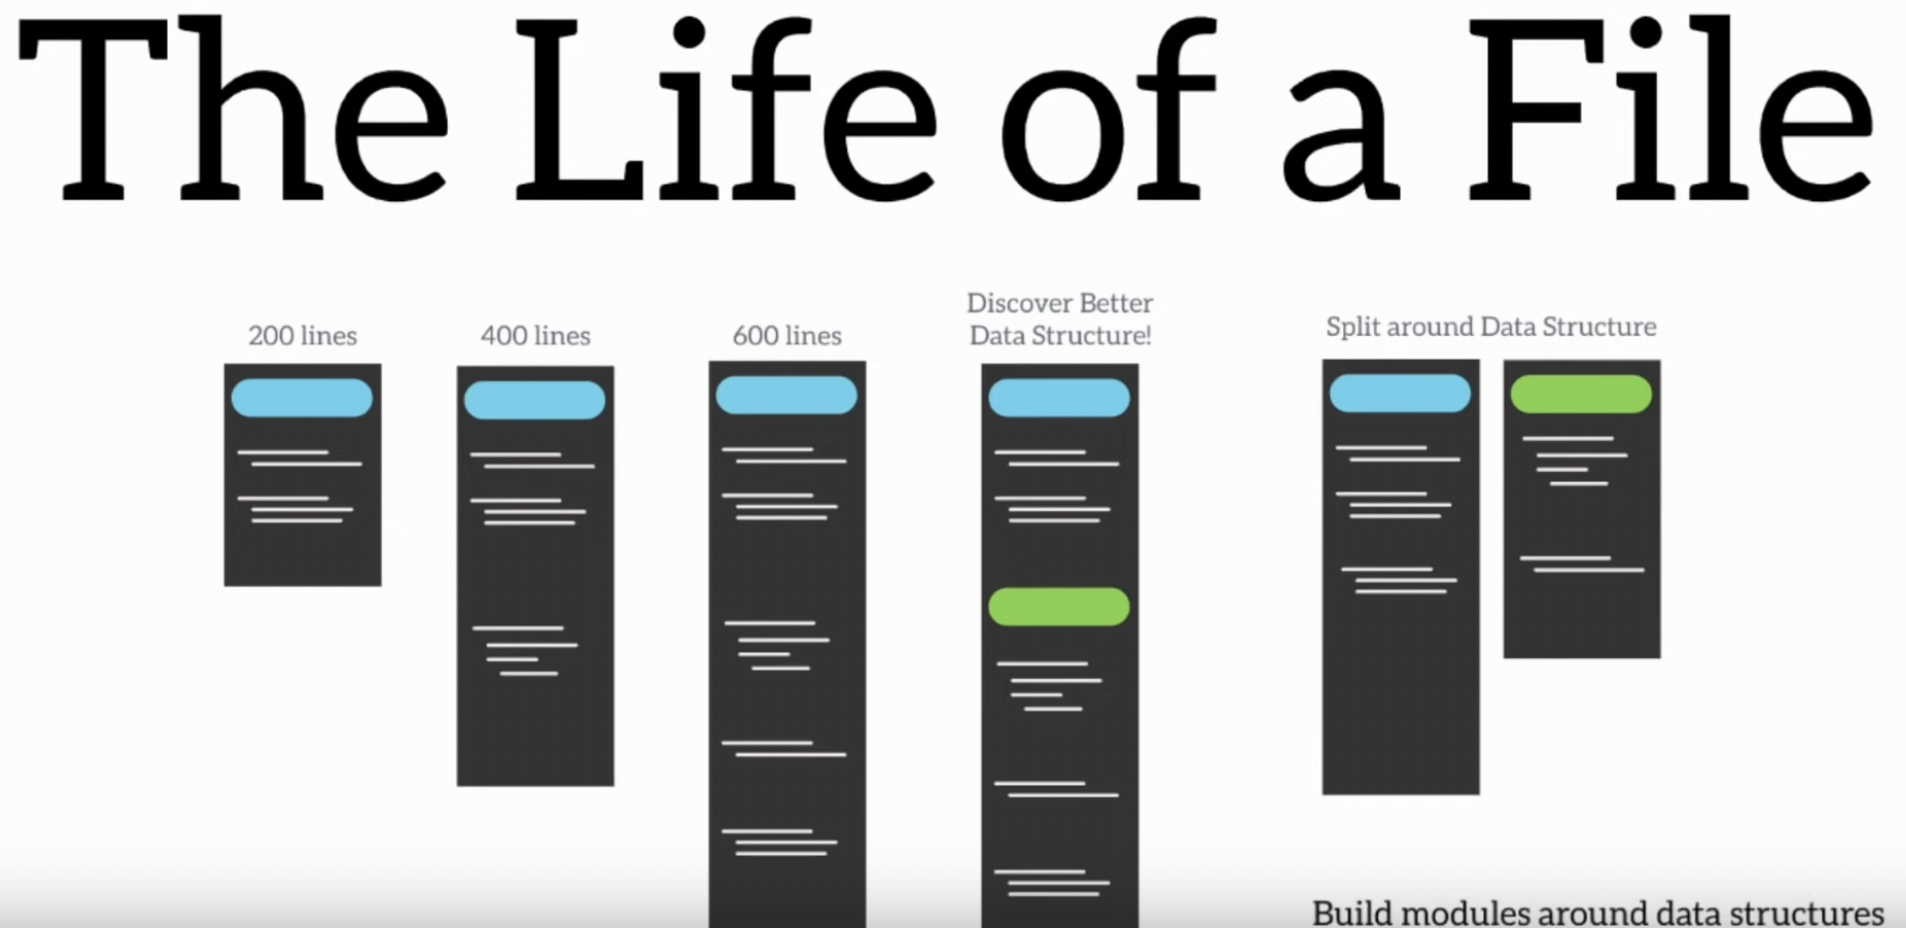 The Life of a File
200 lines
400 lines
600 lines
Discover Better
Data Structure!
Split around Data Structure
Build modules around data structures